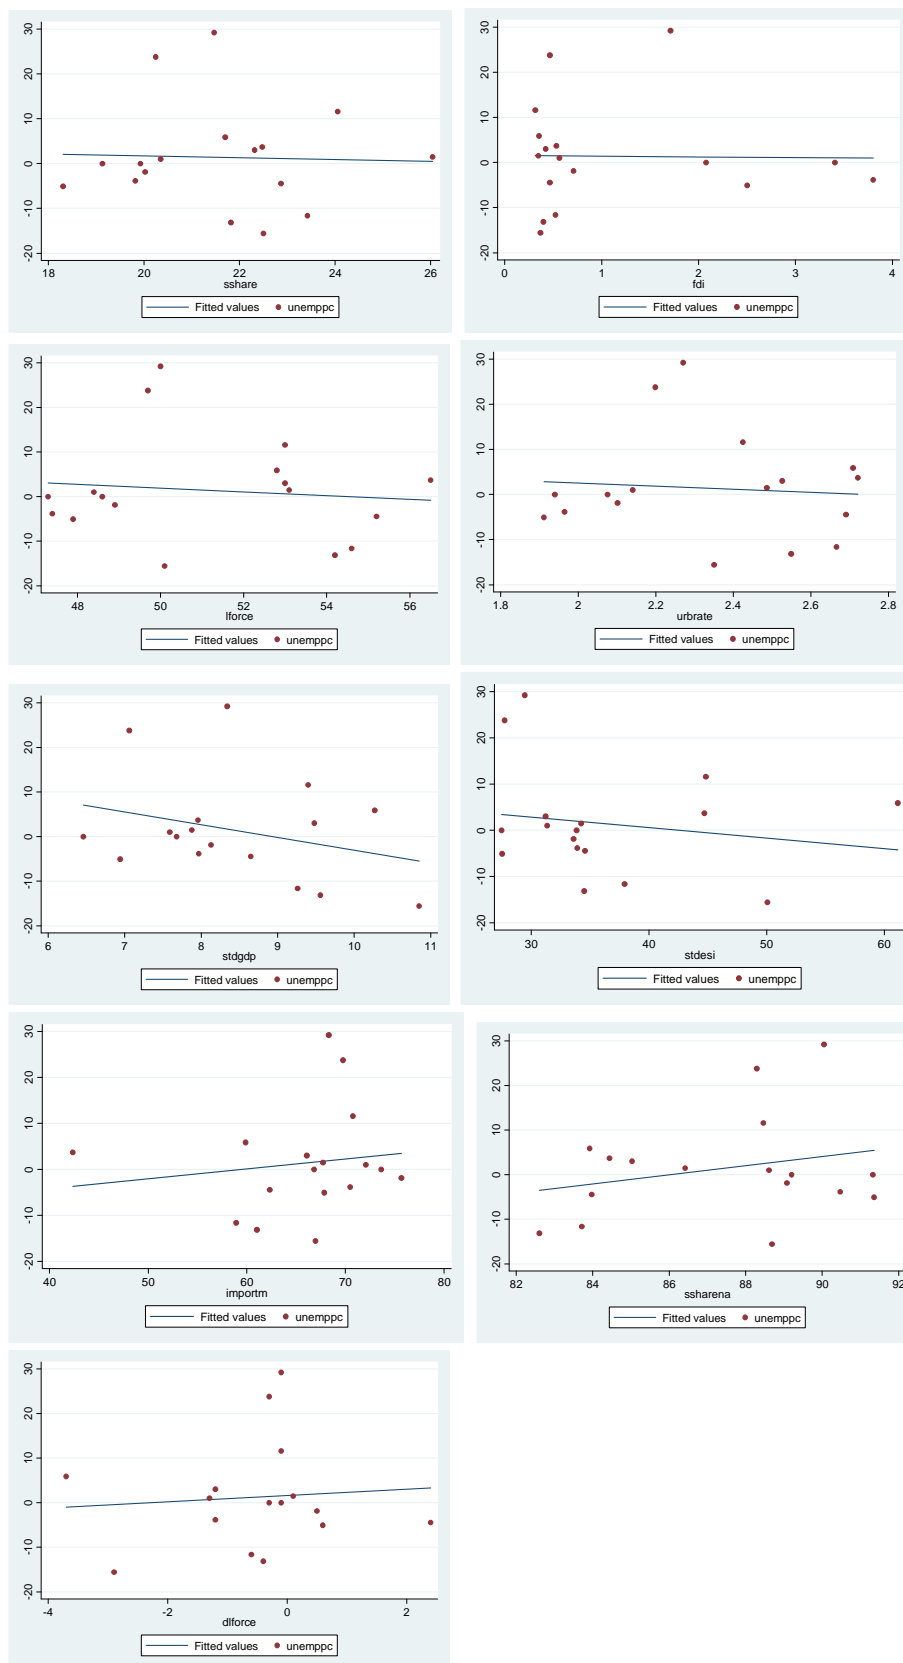 30
20
10
0
-10
-20
18 20 22 24 26
sshare
Fitted values unemppc
30
20
10
0
-10
-20
0 1 2 3 4
fdi
Fitted values unemppc
30
20
10
0
-10
-20
48 50 52 54 56
lforce
Fitted values unemppc
30
20
10
0
-10
-20
1.8 2 2.2 2.4 2.6 2.8
urbrate
Fitted values unemppc
30
20
10
0
-10
-20
6 7 8 9 10 11
stdgdp
Fitted values unemppc
30
20
10
0
-10
-20
30 40 50 60
stdesi
Fitted values unemppc
30
20
10
0
-10
-20
40 50 60 70 80
importm
Fitted values unemppc
30
20
10
0
-10
-20
82 84 86 88 90 92
ssharena
Fitted values unemppc
30
20
10
0
-10
-20
-4 -2 0 2
dlforce
Fitted values unemppc